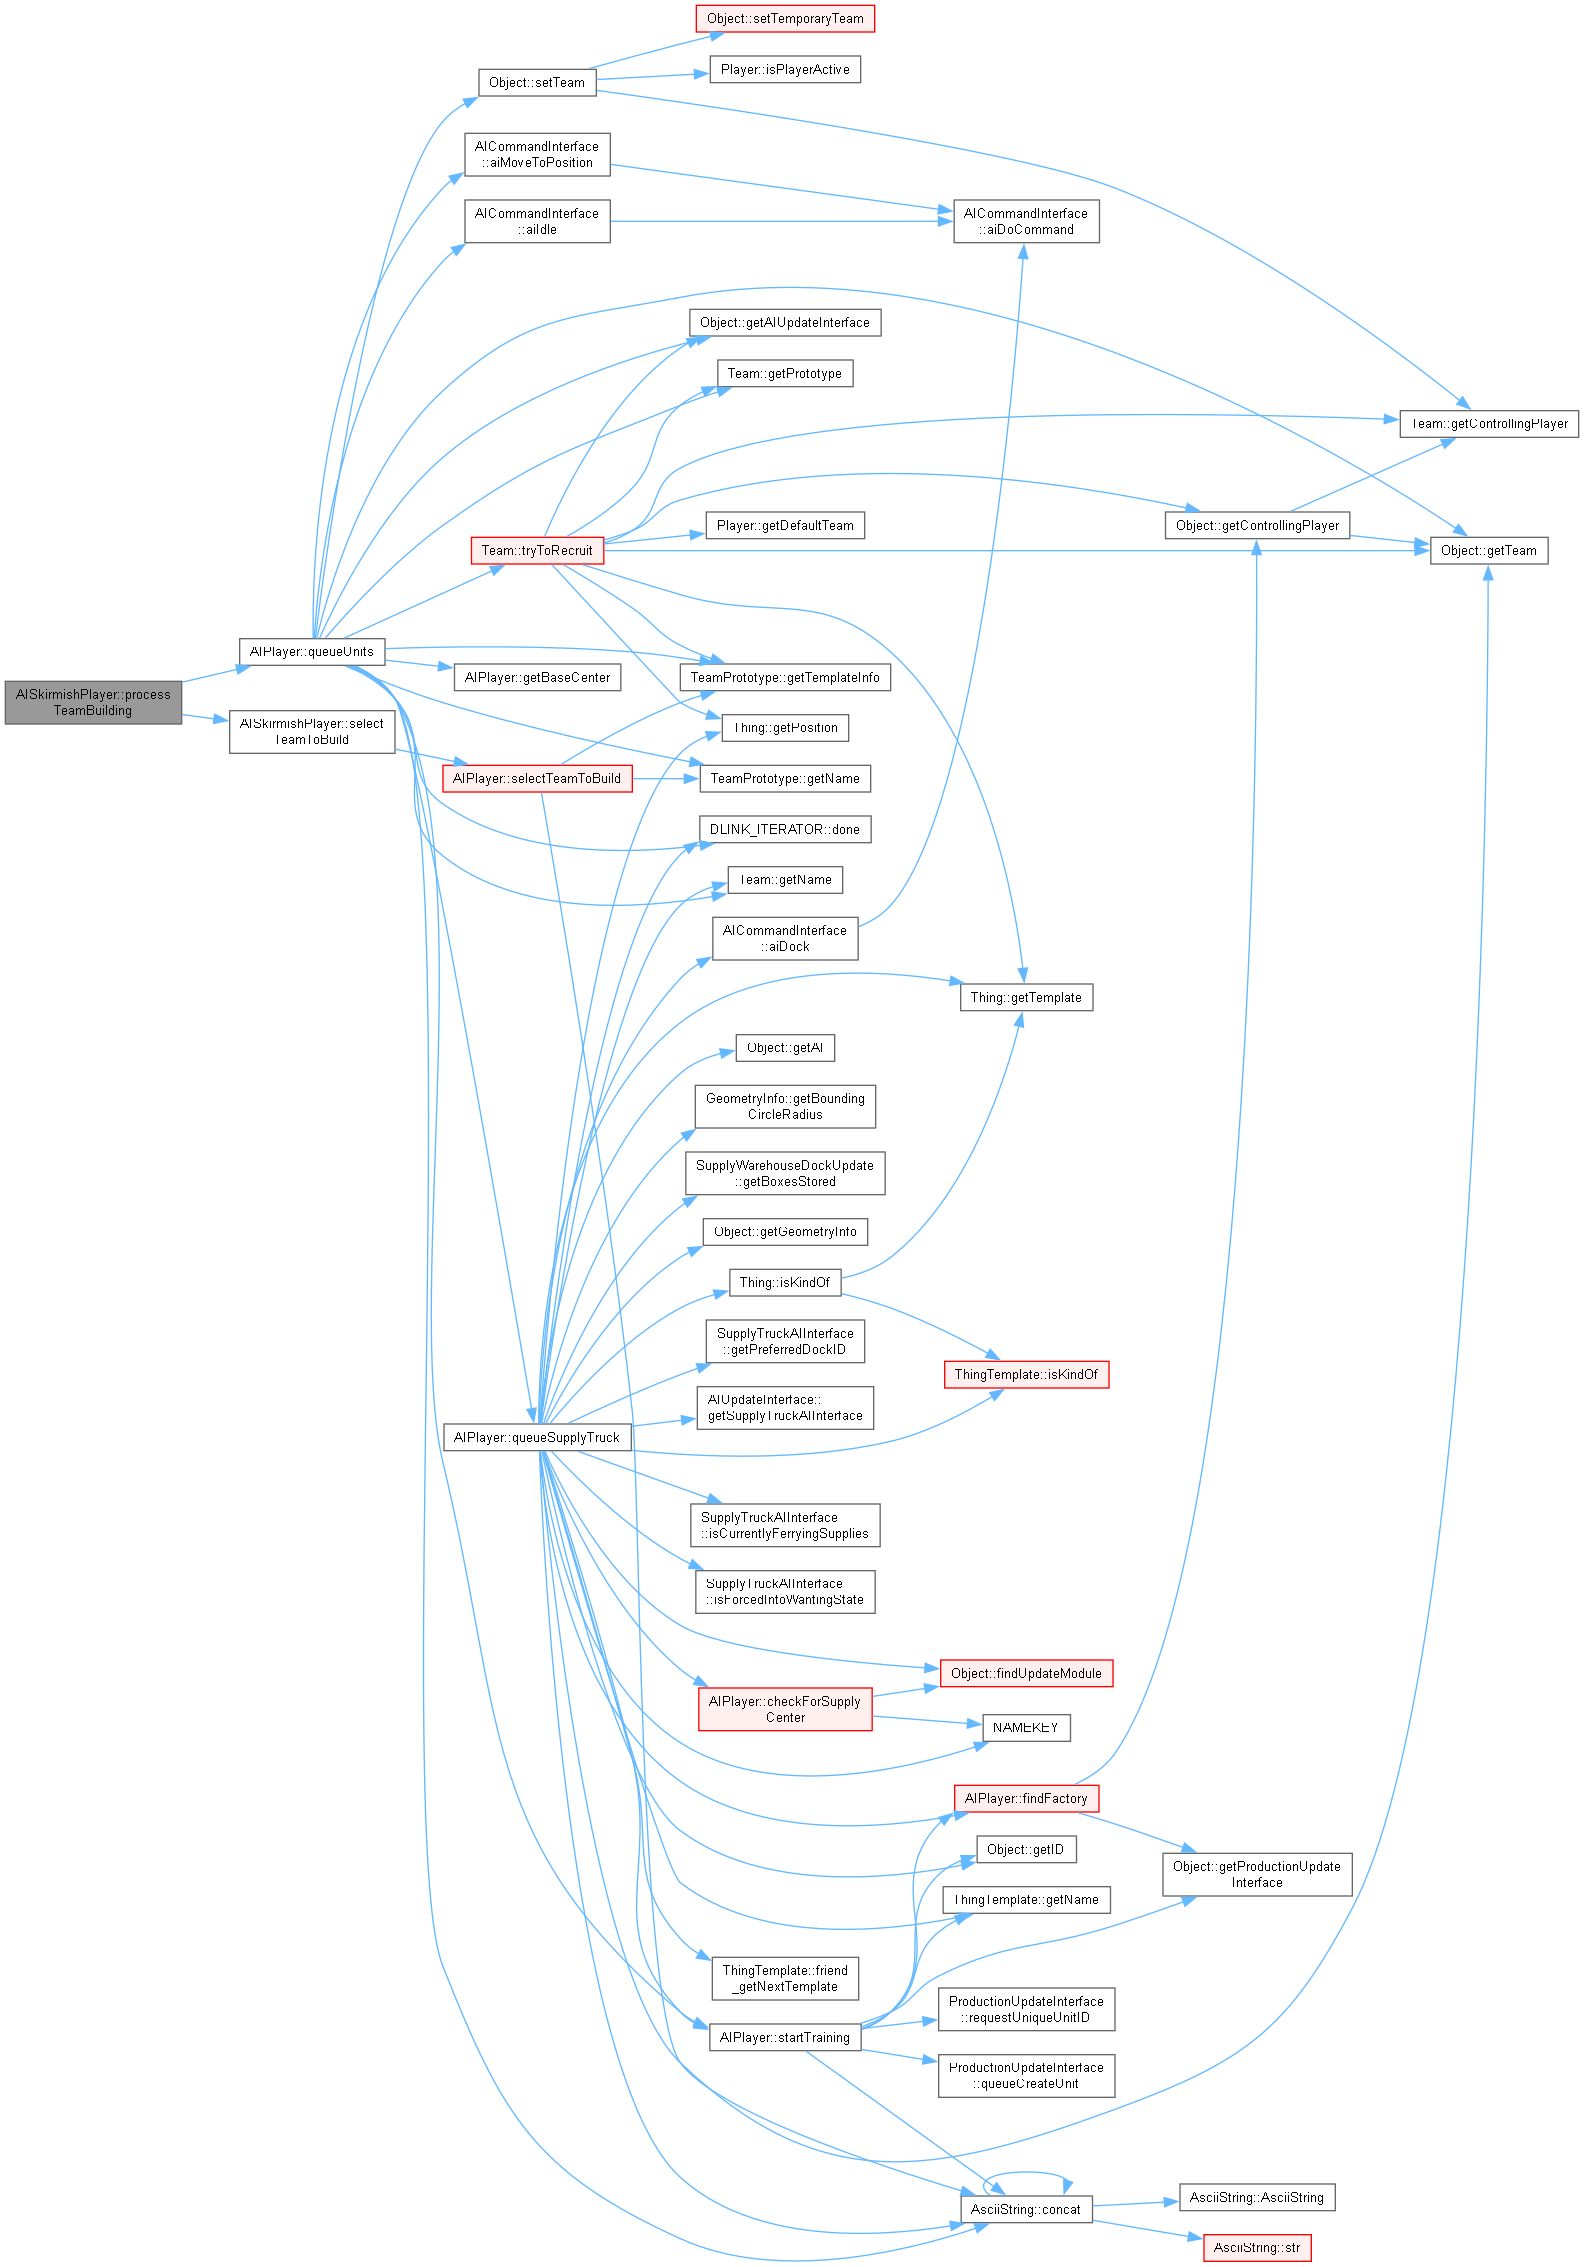 Object::setTemporaryTeam
Player::isPlayerActive
Object::setTeam
AICommandInterface
::aiMoveToPosition
AICommandInterface
::aiIdle
AICommandInterface
::aiDoCommand
Object::getAIUpdateInterface
Team::getPrototype
Team::getControllingPlayer
Player::getDefaultTeam
Object::getControllingPlayer
Team::tryToRecruit
Object::getTeam
AIPlayer::queueUnits
AIPlayer::getBaseCenter
TeamPrototype::getTemplateInfo
AISkirmishPlayer::process
TeamBuilding
AISkirmishPlayer::select
TeamToBuild
Thing::getPosition
AIPlayer::selectTeamToBuild
TeamPrototype::getName
DLINK_ITERATOR::done
Team::getName
AICommandInterface
::aiDock
Thing::getTemplate
Object::getAI
GeometryInfo::getBounding
CircleRadius
SupplyWarehouseDockUpdate
::getBoxesStored
Object::getGeometryInfo
Thing::isKindOf
SupplyTruckAIInterface
::getPreferredDockID
ThingTemplate::isKindOf
AIUpdateInterface::
getSupplyTruckAIInterface
AIPlayer::queueSupplyTruck
SupplyTruckAIInterface
::isCurrentlyFerryingSupplies
SupplyTruckAIInterface
::isForcedIntoWantingState
Object::findUpdateModule
AIPlayer::checkForSupply
Center
NAMEKEY
AIPlayer::findFactory
Object::getID
Object::getProductionUpdate
Interface
ThingTemplate::getName
ThingTemplate::friend
_getNextTemplate
ProductionUpdateInterface
::requestUniqueUnitID
AIPlayer::startTraining
ProductionUpdateInterface
::queueCreateUnit
AsciiString::AsciiString
AsciiString::concat
AsciiString::str